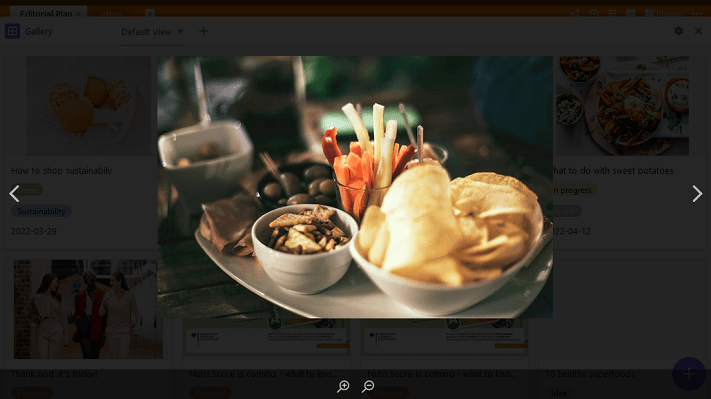 Editorial Plan
Gallery
Default View
How to shop sustainably
hat to do with sweet potatoes
n progress
Sustainability
2022-03-29
22-04-12
Thank god, it's friday!
Nutri Score is coming - what to kno...
Nutri Score is coming - what to kno...
10 healthy superfoods
Idea